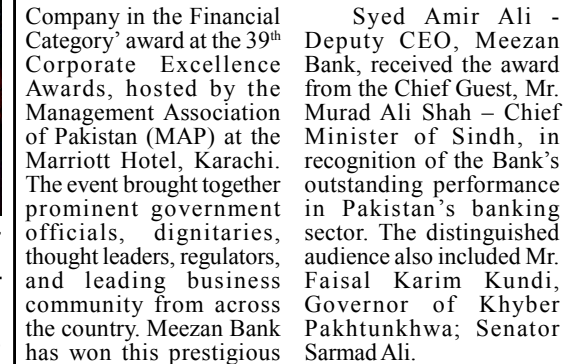 Company in the Financial
Category’ award at the 39th
Corporate Excellence
Awards, hosted by the
Management Association
of Pakistan (MAP) at the
Marriott Hotel, Karachi.
The event brought together
prominent government
officials, dignitaries,
thought leaders, regulators,
and leading business
community from across
the country. Meezan Bank
has won this prestigious
Syed Amir Ali -
Deputy CEO, Meezan
Bank, received the award
from the Chief Guest, Mr.
Murad Ali Shah – Chief
Minister of Sindh, in
recognition of the Bank’s
outstanding performance
in Pakistan’s banking
sector. The distinguished
audience also included Mr.
Faisal Karim Kundi,
Governor of Khyber
Pakhtunkhwa; Senator
Sarmad Ali.